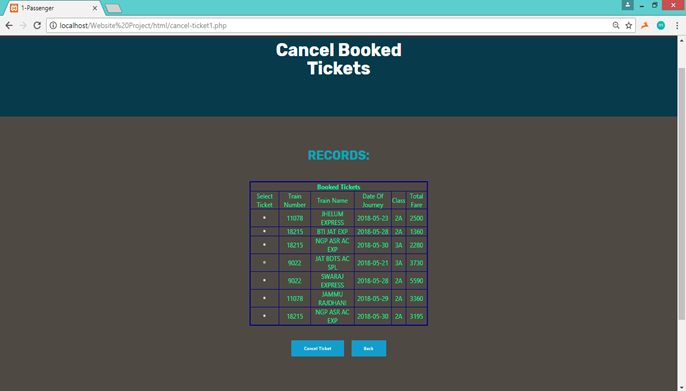 1-Passenger
localhost/Website%20Project/html/cancel-ticket1.php
Cancel Booked
Tickets
RECORDS:
Booked Tickets
Select Ticket Train Number Train Name Date Of Journey Class Total Fare
11078 JHELUM EXPRESS 2018-05-23 2A 2500
18215 BTI JAT EXP 2018-05-28 2A 1360
18215 NGP ASR AC EXP 2018-05-30 3A 2280
9022 JAT BDTS AC SPL 2018-05-21 3A 3730
9022 SWARAJ EXPRESS 2018-05-28 2A 5590
11078 JAMMU RAJDHANI 2018-05-29 2A 3360
18215 NGP ASR AC EXP 2018-05-30 2A 3195
Cancel Ticket Back